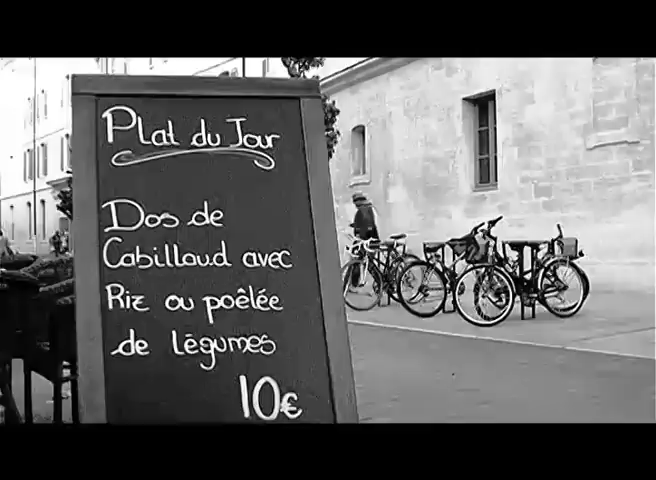 Plat du Jour
Dos de
Cabillaud avec
Riz ou poêlée
de légumes
10€